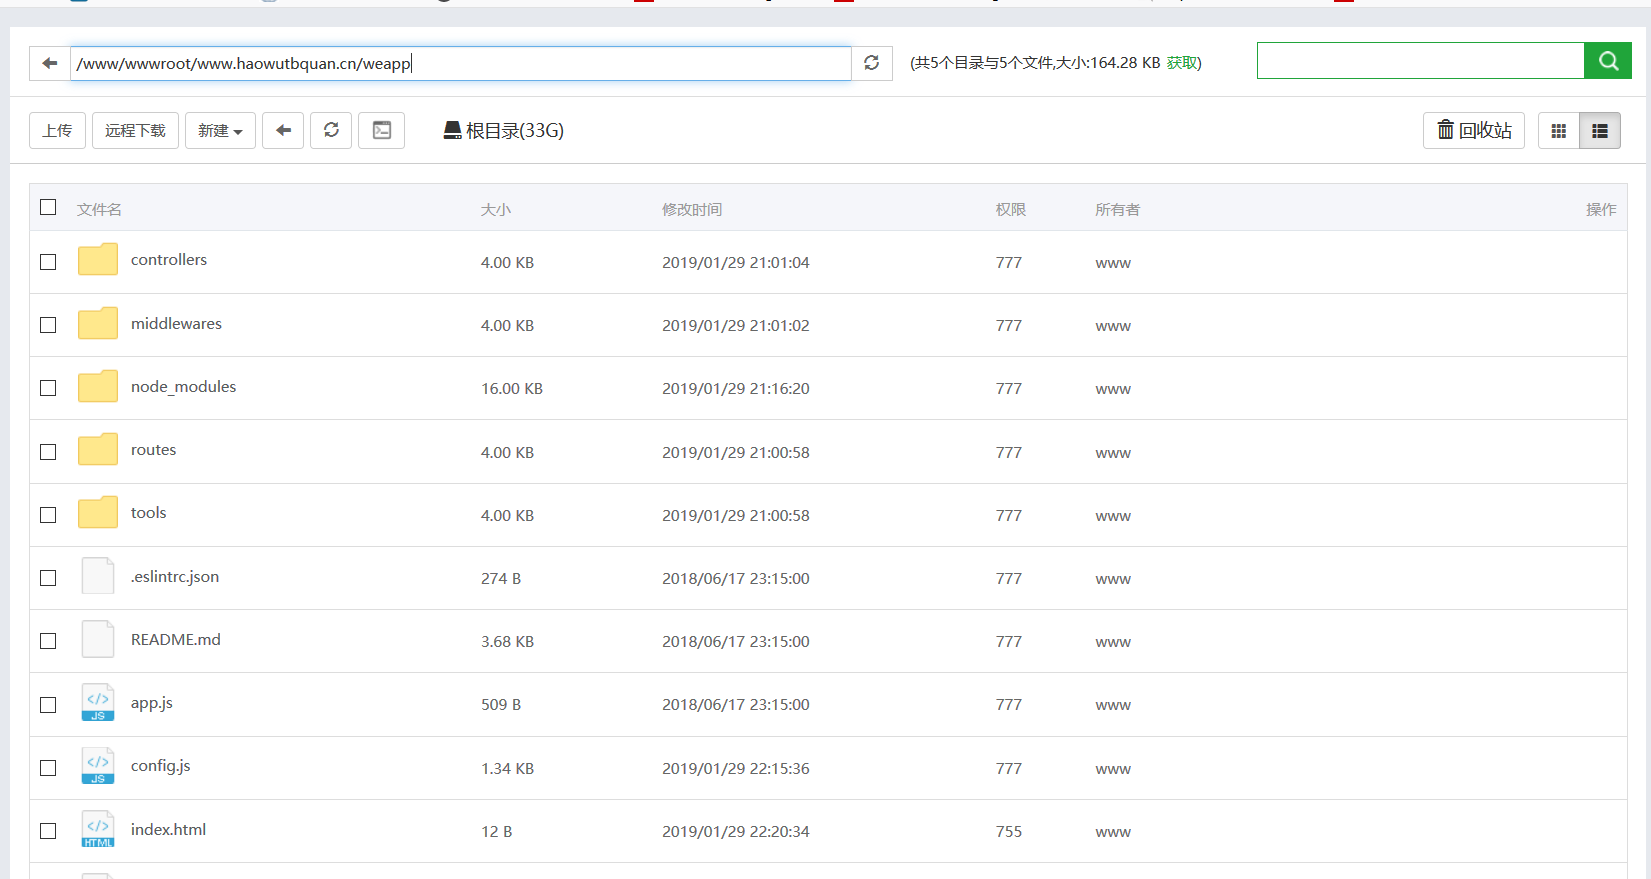 /www/wwwroot/www.haowutbquan.cn/weapp
(共5个目录与5个文件,大小:164.28 KB 获取)
上传 远程下载 新建 根目录(33G) 回收站
文件名 大小 修改时间 权限 所有者 操作
controllers 4.00 KB 2019/01/29 21:01:04 777 www
middlewares 4.00 KB 2019/01/29 21:01:02 777 www
node_modules 16.00 KB 2019/01/29 21:16:20 777 www
routes 4.00 KB 2019/01/29 21:00:58 777 www
tools 4.00 KB 2019/01/29 21:00:58 777 www
.eslintrc.json 274 B 2018/06/17 23:15:00 777 www
README.md 3.68 KB 2018/06/17 23:15:00 777 www
JS app.js 509 B 2018/06/17 23:15:00 777 www
JS config.js 1.34 KB 2019/01/29 22:15:36 777 www
HTML index.html 12 B 2019/01/29 22:20:34 755 www